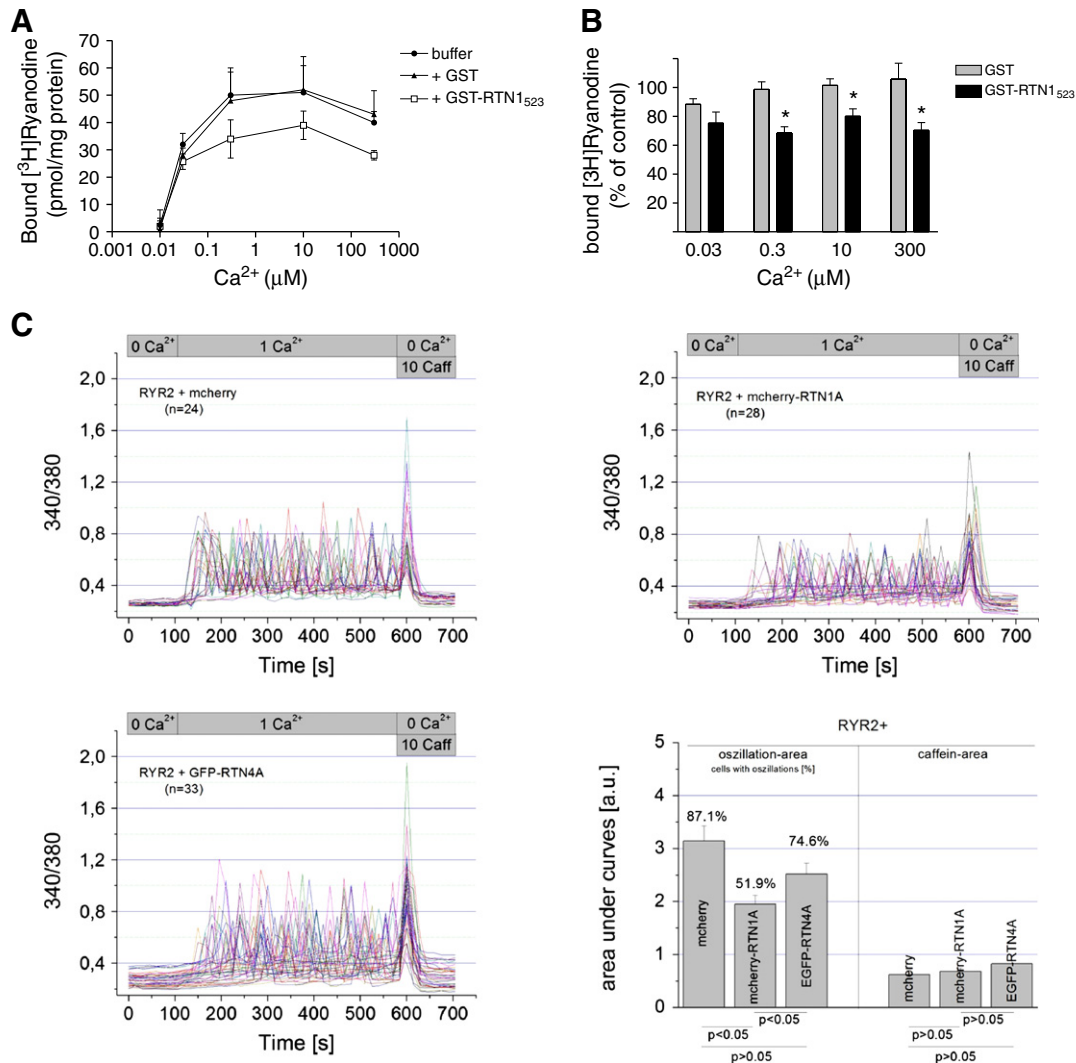 A
70
60
50
40
30
20
10
0
Bound [³H]Ryanodine
(pmol/mg protein)
0.001 0.01 0.1 1 10 100 1000
Ca²⁺ (μM)
buffer
+ GST
+ GST-RTN1₅₂₃
B
100
80
60
40
20
bound [3H]Ryanodine
(% of control)
* * *
0.03 0.3 10 300
Ca²⁺ (μM)
GST
GST-RTN1₅₂₃
C
0 Ca²⁺ 1 Ca²⁺ 0 Ca²⁺
10 Caff
2,0
1,6
1,2
0,8
0,4
340/380
RYR2 + mcherry
(n=24)
0 100 200 300 400 500 600 700
Time [s]
0 Ca²⁺ 1 Ca²⁺ 0 Ca²⁺
10 Caff
2,0
1,6
1,2
0,8
0,4
340/380
RYR2 + mcherry-RTN1A
(n=28)
0 100 200 300 400 500 600 700
Time [s]
0 Ca²⁺ 1 Ca²⁺ 0 Ca²⁺
10 Caff
2,0
1,6
1,2
0,8
0,4
340/380
RYR2 + GFP-RTN4A
(n=33)
0 100 200 300 400 500 600 700
Time [s]
RYR2+
5
4
3
2
1
0
area under curves [a.u.]
oszillation-area
cells with oszillations [%]
caffein-area
87.1%
51.9%
74.6%
mcherry
mcherry-RTN1A
EGFP-RTN4A
mcherry
mcherry-RTN1A
EGFP-RTN4A
p<0.05
p<0.05
p>0.05
p>0.05
p>0.05
p>0.05